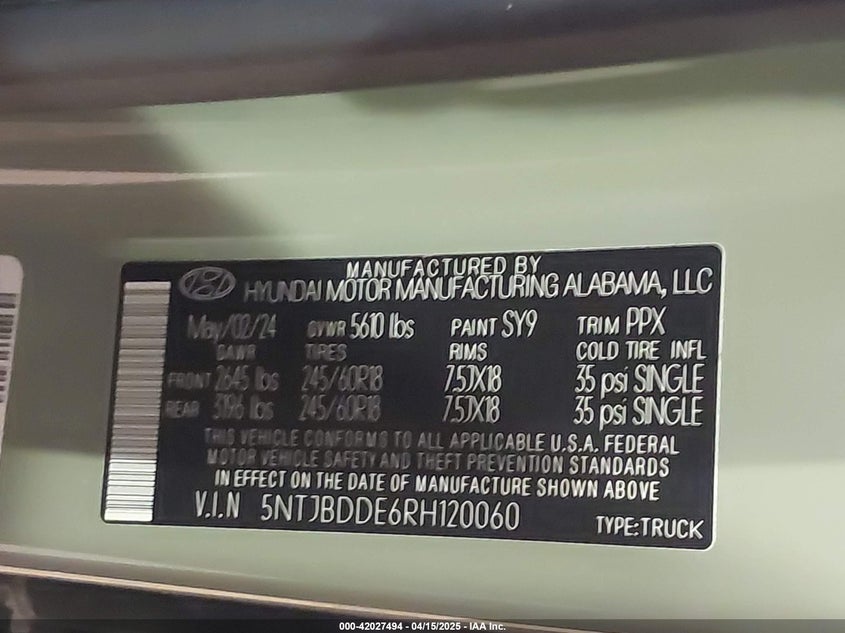 MANUFACTURED BY
HYUNDAI MOTOR MANUFACTURING ALABAMA, LLC
May/02/24 GVWR 5610 lbs PAINT SY9 TRIM PPX
GAWR TIRES RIMS COLD TIRE INFL
FRONT 2645 lbs 245/60R18 7.5JX18 35 psi SINGLE
REAR 3196 lbs 245/60R18 7.5JX18 35 psi SINGLE
THIS VEHICLE CONFORMS TO ALL APPLICABLE U.S.A. FEDERAL
MOTOR VEHICLE SAFETY AND THEFT PREVENTION STANDARDS
IN EFFECT ON THE DATE OF MANUFACTURE SHOWN ABOVE
V.I.N 5NTJBDDE6RH120060 TYPE:TRUCK
000-42027494 - 04/15/2025 - IAA Inc.